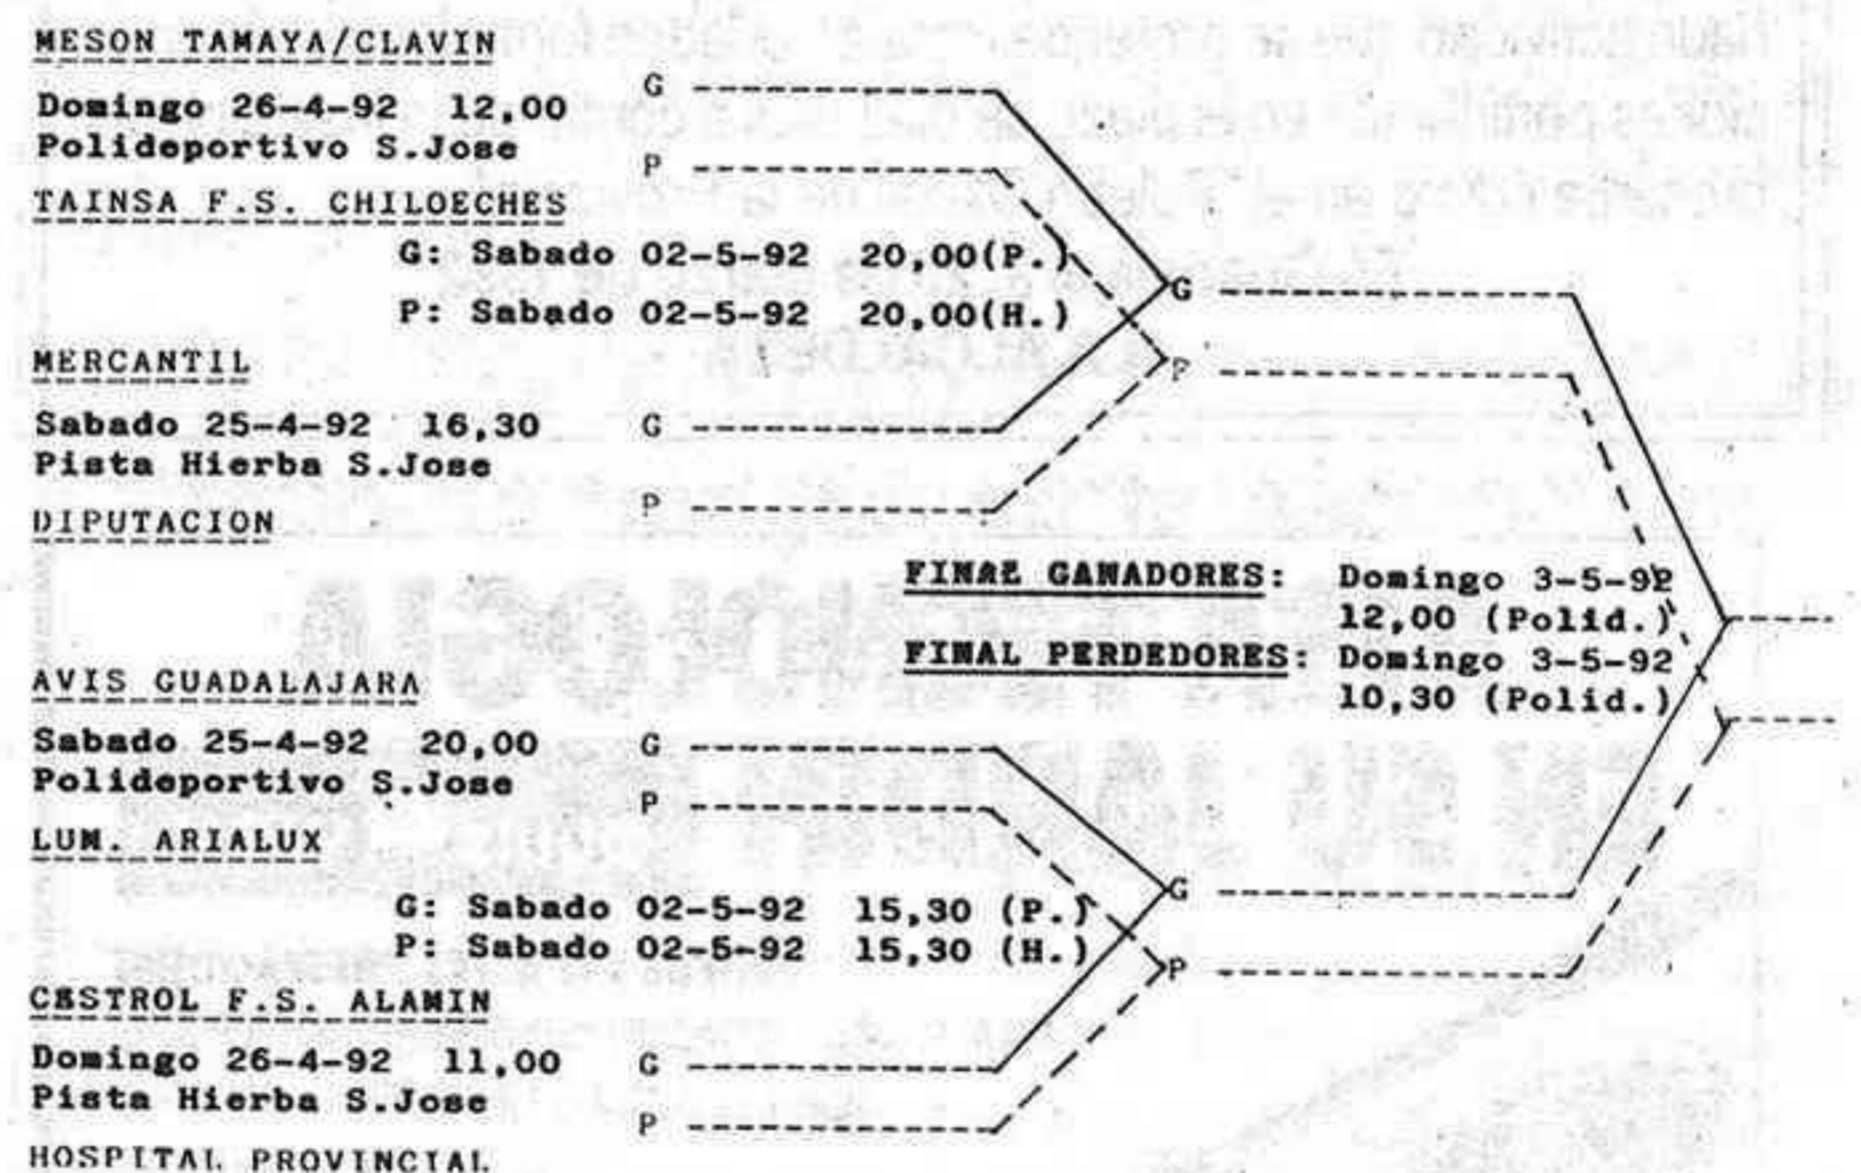 MESON TAMAYA/CLAVIN
G
Domingo 26-4-92 12,00
Polideportivo S.Jose
P
TAINSA F.S. CHILOECHES
G: Sabado 02-5-92 20,00(P.)
G
P: Sabado 02-5-92 20,00(H.)
MERCANTIL
P
Sabado 25-4-92 16,30
G
Pista Hierba S.Jose
P
DIPUTACION
FINAL GANADORES: Domingo 3-5-92
12,00 (Polid.)
FINAL PERDEDORES: Domingo 3-5-92
10,30 (Polid.)
AVIS GUADALAJARA
Sabado 25-4-92 20,00
G
Polideportivo S.Jose
P
LUM. ARIALUX
G
G: Sabado 02-5-92 15,30 (P.)
P: Sabado 02-5-92 15,30 (H.)
P
CASTROL F.S. ALAMIN
Domingo 26-4-92 11,00
G
Pista Hierba S.Jose
P
HOSPITAL PROVINCIAL